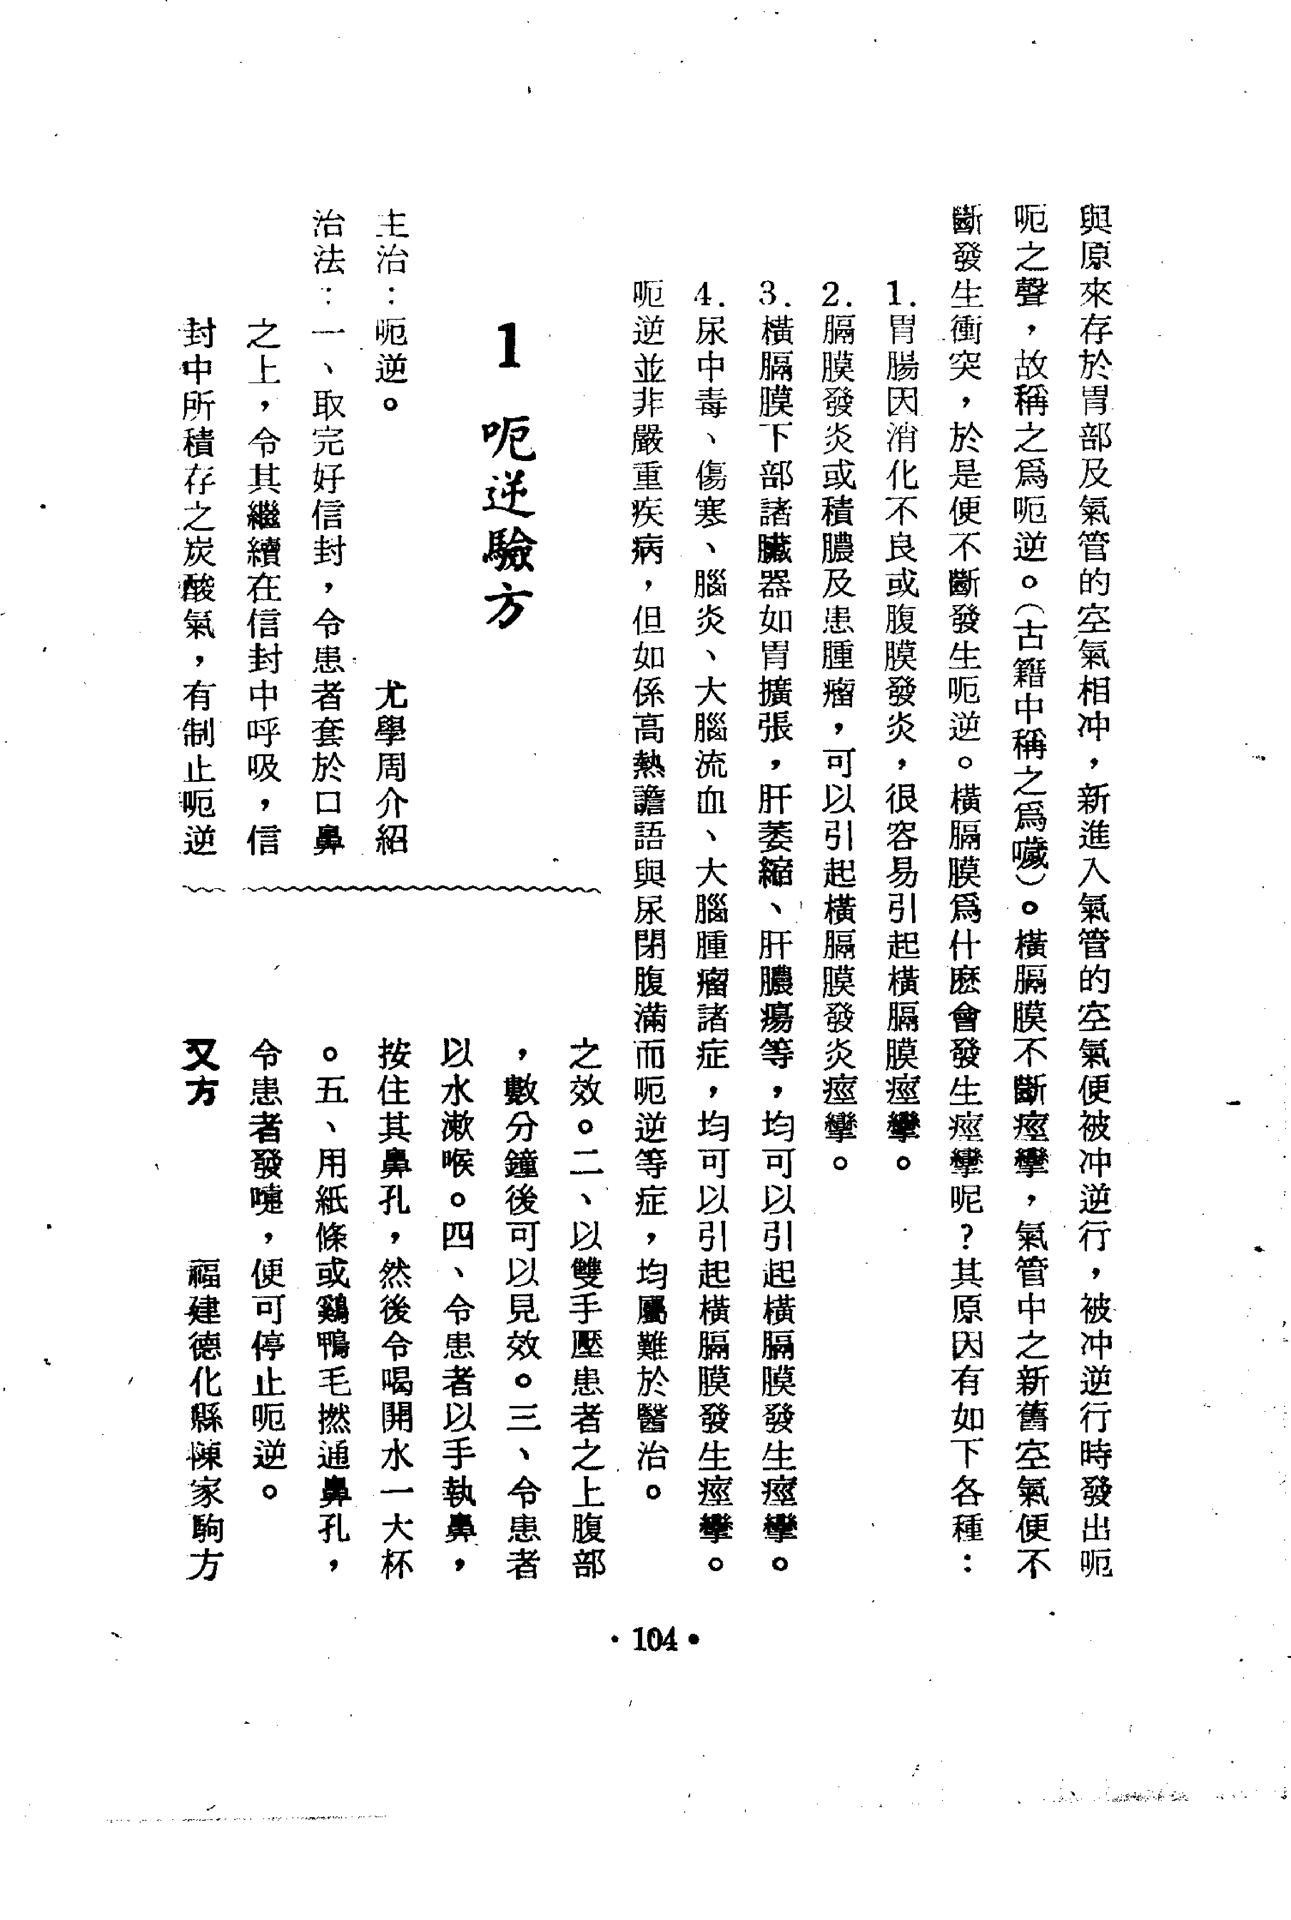 與原來存於胃部及氣管的空氣相冲，新進入氣管的空氣便被冲逆行，被冲逆行時發出呃
呃之聲，故稱之爲呃逆。（古籍中稱之爲噦）。橫膈膜不斷痙攣，氣管中之新舊空氣便不
斷發生衝突，於是便不斷發生呃逆。橫膈膜爲什麽會發生痙攣呢？其原因有如下各種：
1.胃腸因消化不良或腹膜發炎，很容易引起橫膈膜痙攣。
2.膈膜發炎或積膿及患腫瘤，可以引起橫膈膜發炎痙攣。
3.橫膈膜下部諸臟器如胃擴張，肝萎縮、肝膿瘍等，均可以引起橫膈膜發生痙攣。
4.尿中毒、傷寒、腦炎、大腦流血、大腦腫瘤諸症，均可以引起橫膈膜發生痙攣。
呃逆並非嚴重疾病，但如係高熱譫語與尿閉腹滿而呃逆等症，均屬難於醫治。
1 呃逆驗方
尤學周介紹
主治：呃逆。
治法：一、取完好信封，令患者套於口鼻
之上，令其繼續在信封中呼吸，信
封中所積存之炭酸氣，有制止呃逆
之效。二、以雙手壓患者之上腹部
，數分鐘後可以見效。三、令患者
以水漱喉。四、令患者以手執鼻，
按住其鼻孔，然後令喝開水一大杯
。五、用紙條或鷄鴨毛撚通鼻孔，
令患者發嚏，便可停止呃逆。
又方 福建德化縣陳家駒方
·104·